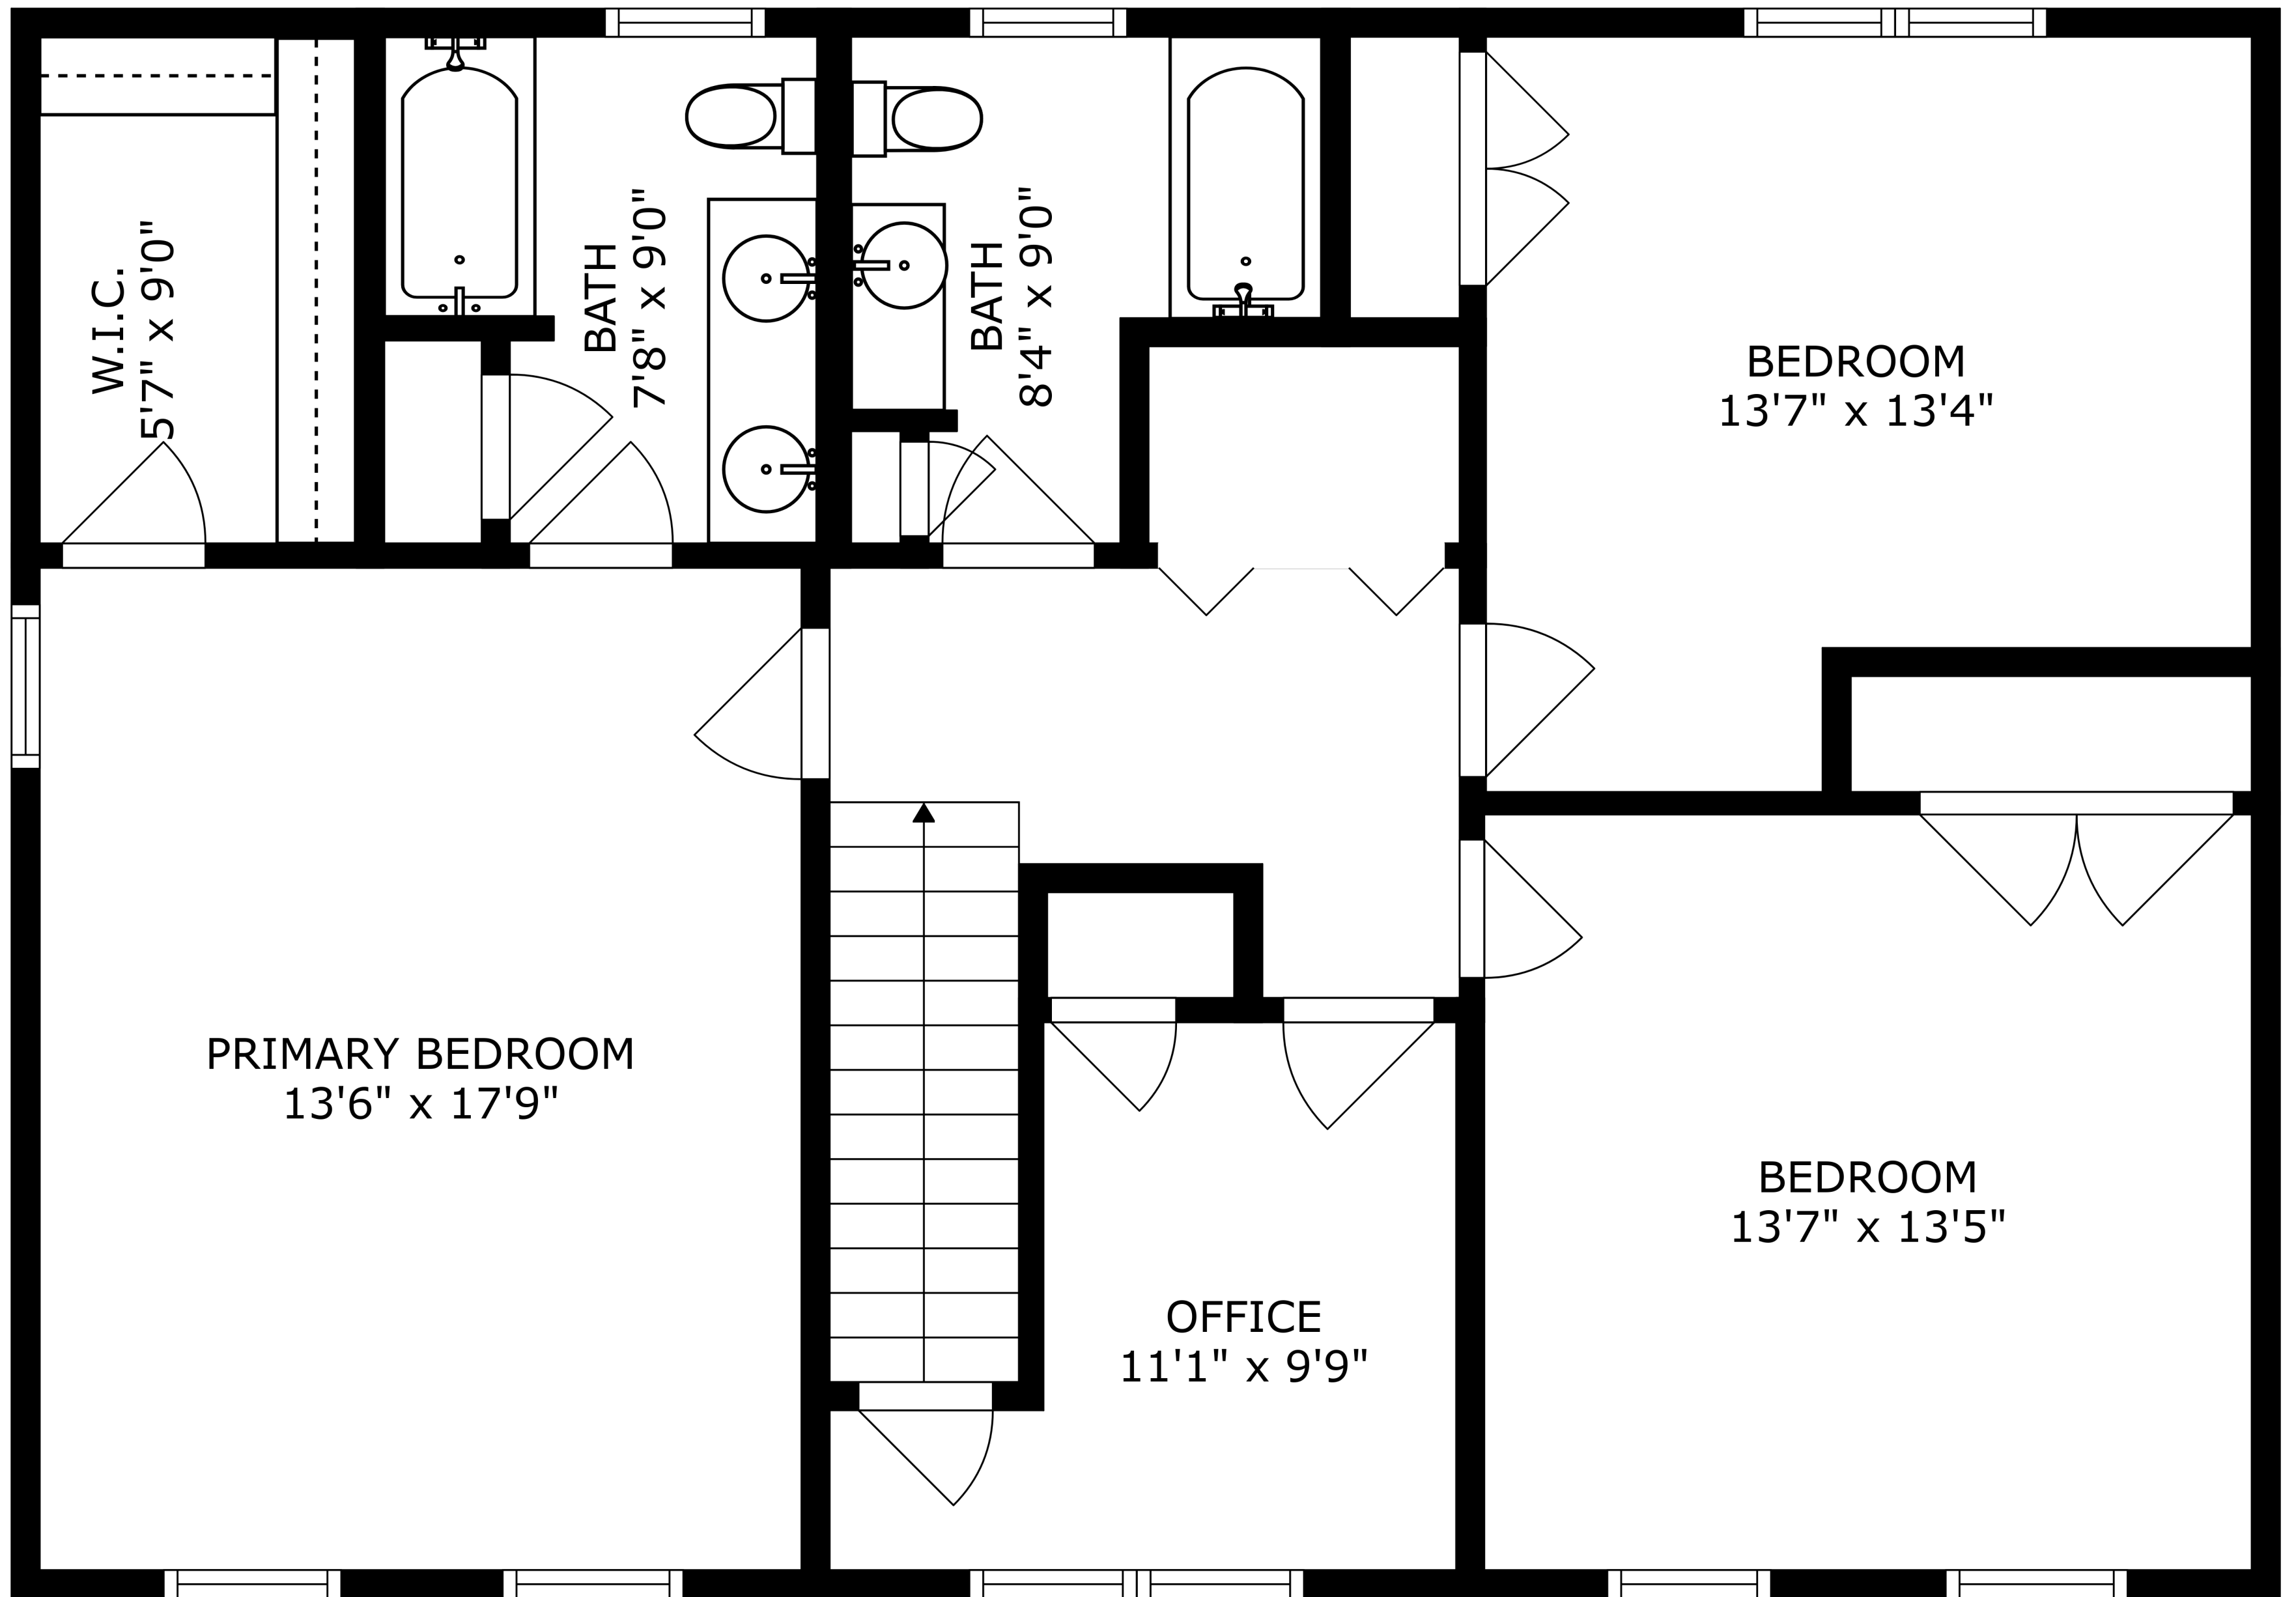 W.I.C.
5'7" x 9'0"
BATH
7'8" x 9'0"
BATH
8'4" x 9'0"
BEDROOM
13'7" x 13'4"
PRIMARY BEDROOM
13'6" x 17'9"
BEDROOM
13'7" x 13'5"
OFFICE
11'1" x 9'9"